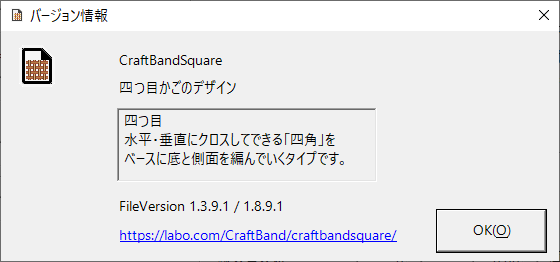 バージョン情報
CraftBandSquare
四つ目かごのデザイン
四つ目
水平・垂直にクロスしてできる「四角」を
ベースに底と側面を編んでいくタイプです。
FileVersion 1.3.9.1 / 1.8.9.1
https://labo.com/CraftBand/craftbandsquare/
OK(O)